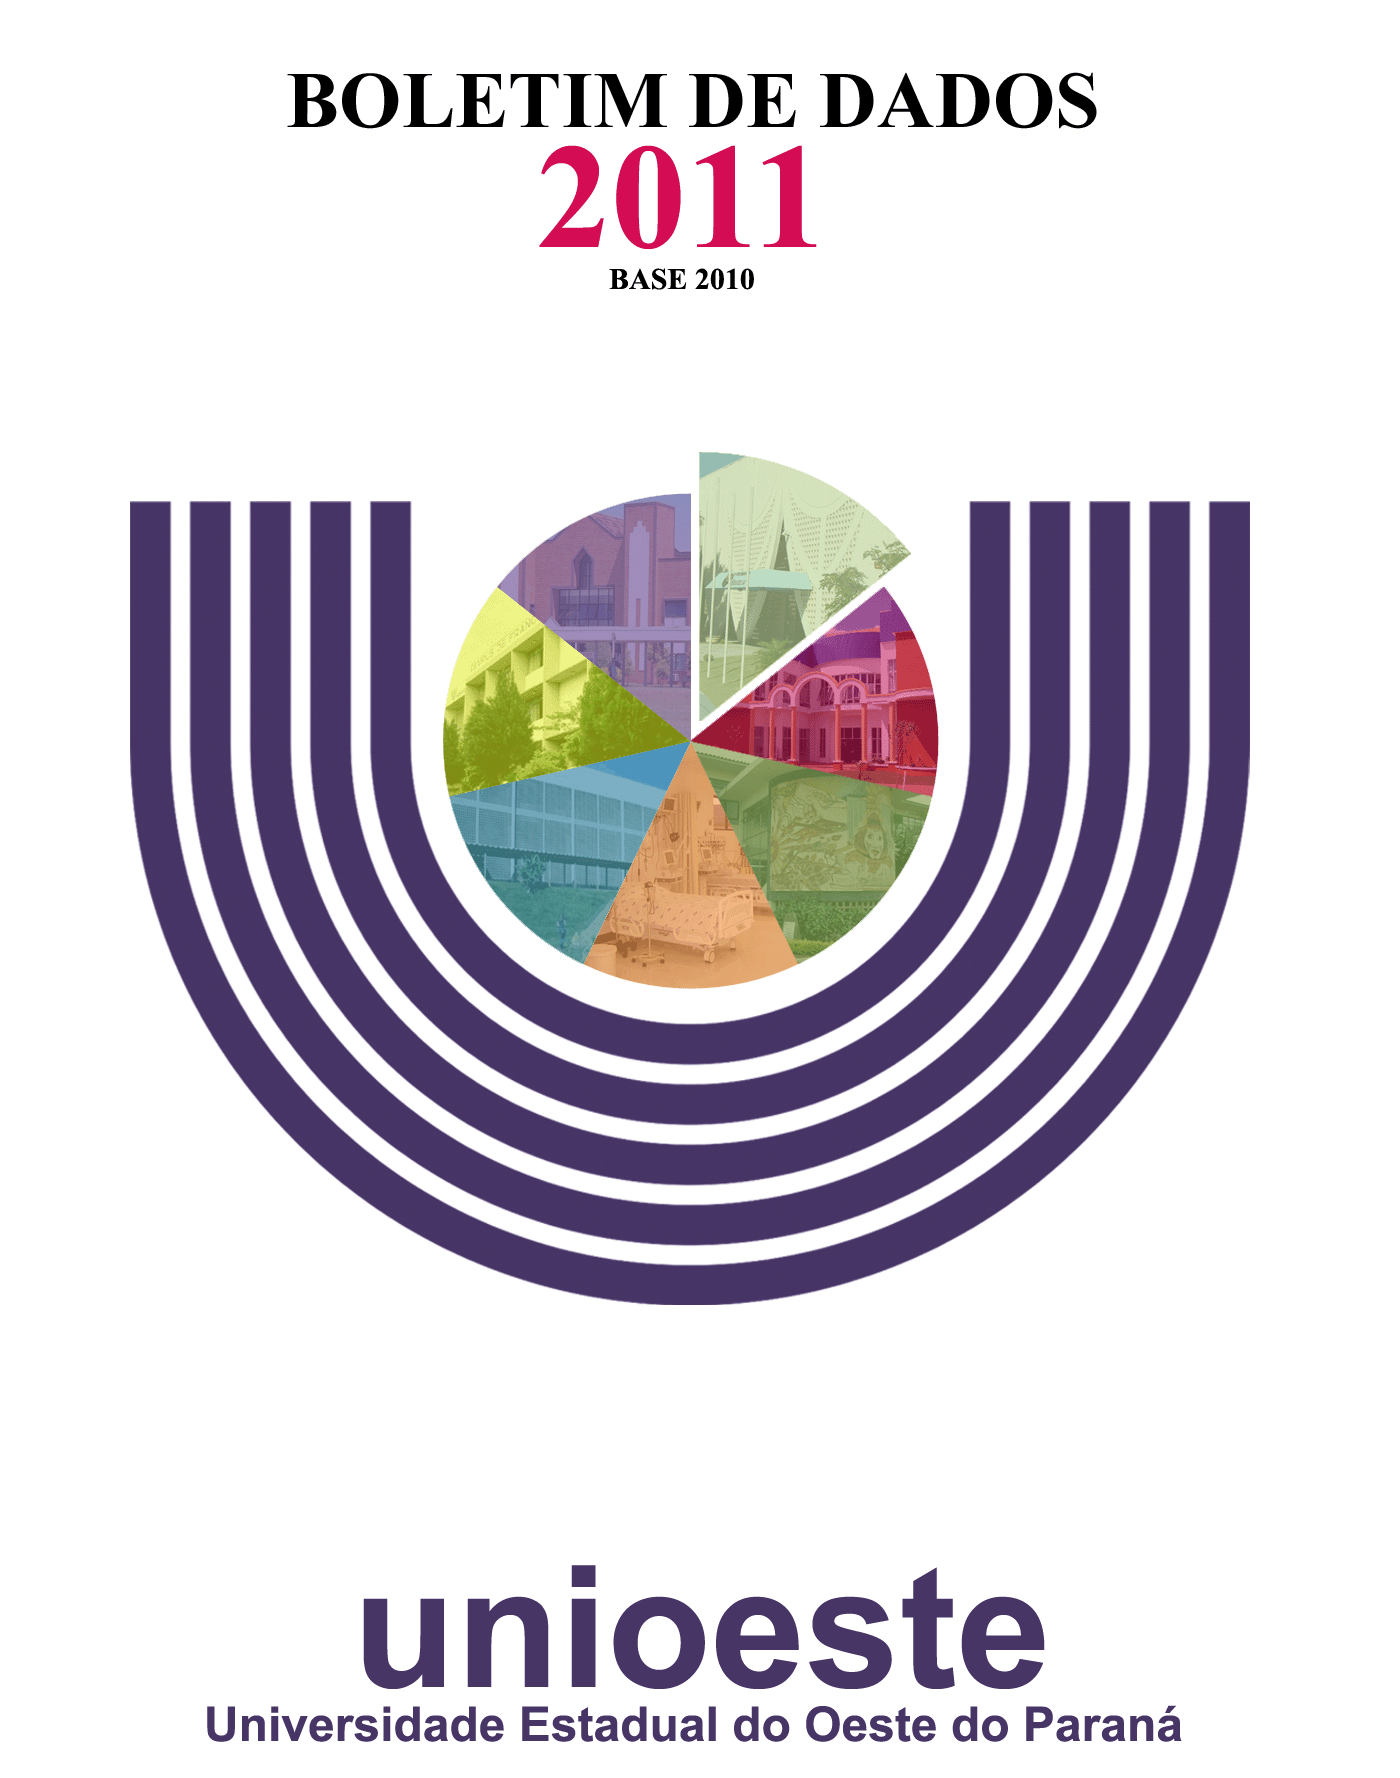 BOLETIM DE DADOS
2011
BASE 2010
unioeste
Universidade Estadual do Oeste do Paraná